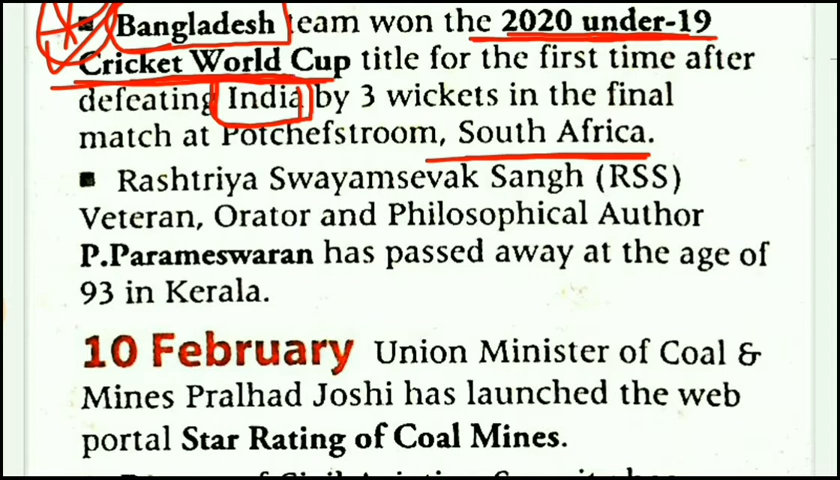 ▪ Bangladesh team won the 2020 under-19
Cricket World Cup title for the first time after
defeating India by 3 wickets in the final
match at Potchefstroom, South Africa.
▪ Rashtriya Swayamsevak Sangh (RSS)
Veteran, Orator and Philosophical Author
P.Parameswaran has passed away at the age of
93 in Kerala.
10 February Union Minister of Coal &
Mines Pralhad Joshi has launched the web
portal Star Rating of Coal Mines.